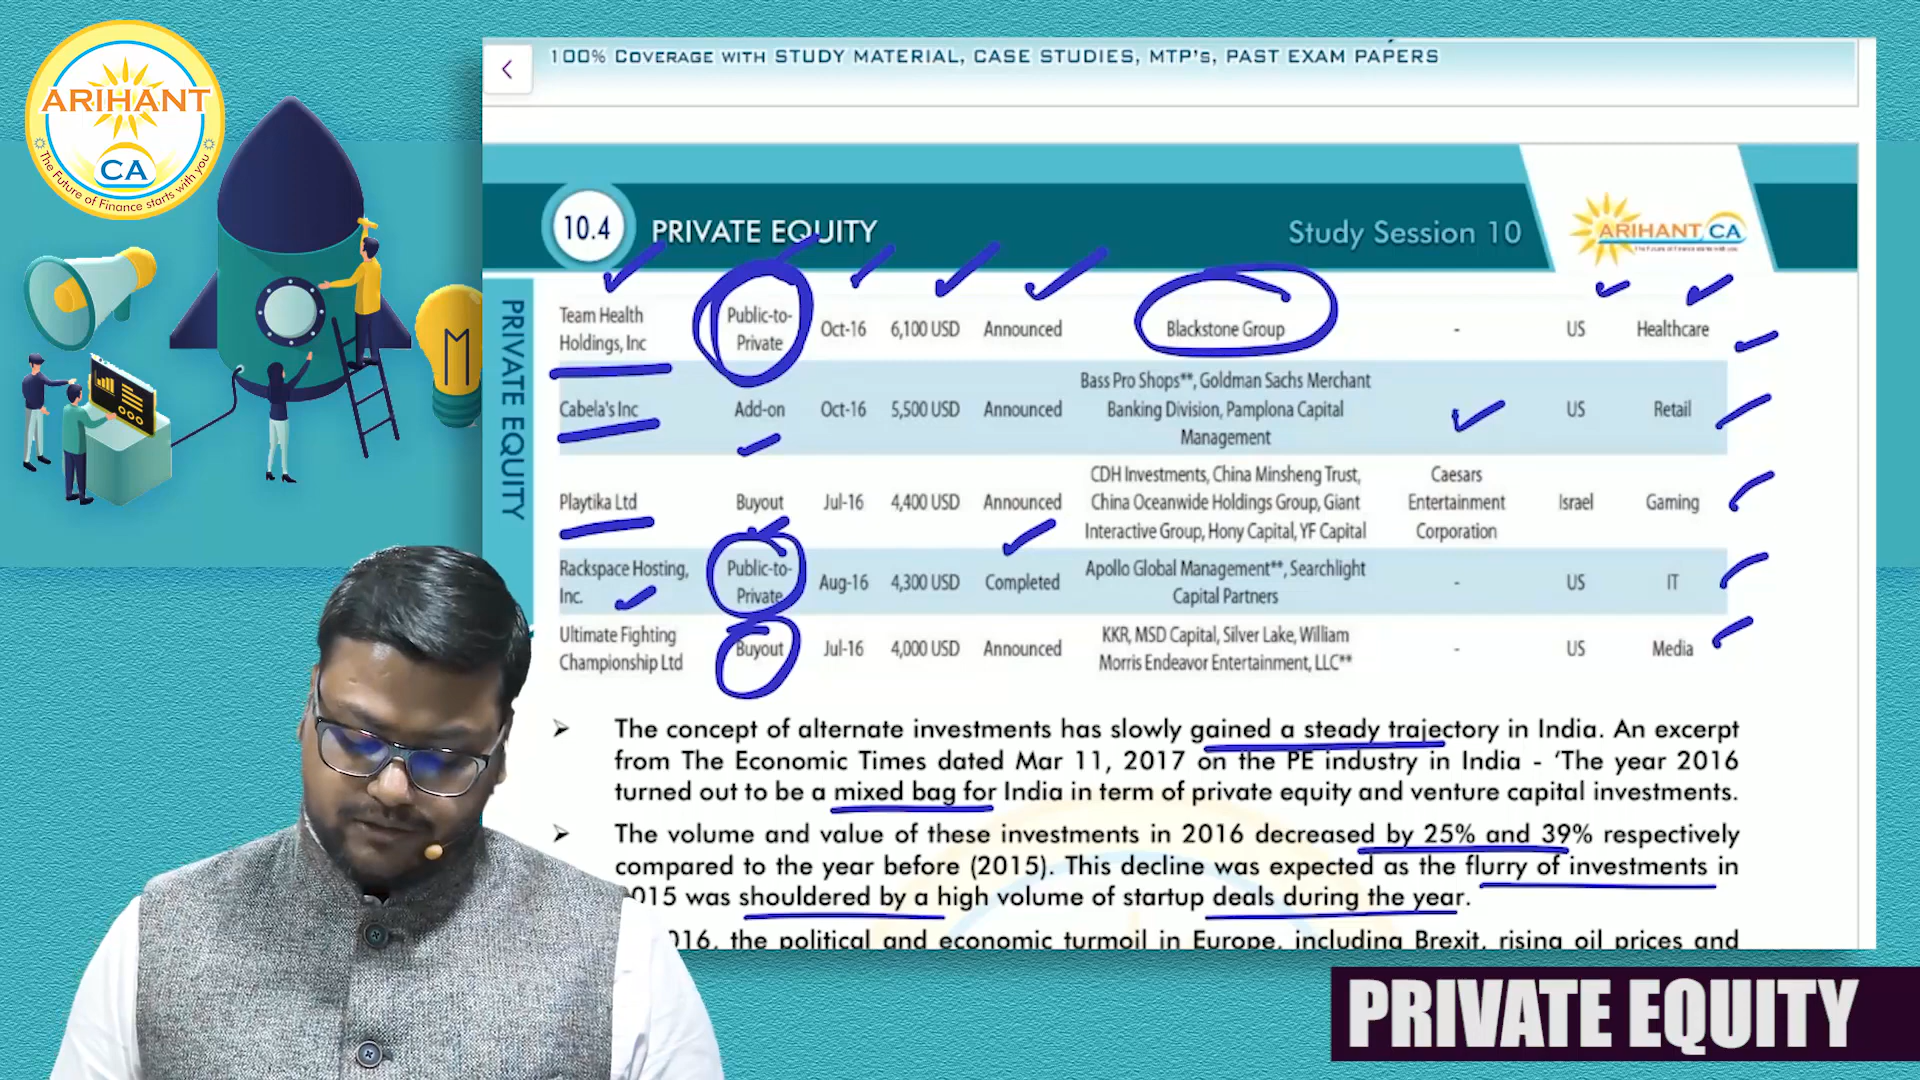 ARIHANT
CA
The Future of Finance starts with you
100% COVERAGE WITH STUDY MATERIAL, CASE STUDIES, MTP's, PAST EXAM PAPERS
10.4 PRIVATE EQUITY Study Session 10 ARIHANT CA
PRIVATE EQUITY
Team Health Holdings, Inc Public-to-Private Oct-16 6,100 USD Announced Blackstone Group - US Healthcare
Cabela's Inc Add-on Oct-16 5,500 USD Announced Bass Pro Shops**, Goldman Sachs Merchant Banking Division, Pamplona Capital Management US Retail
Playtika Ltd Buyout Jul-16 4,400 USD Announced CDH Investments, China Minsheng Trust, China Oceanwide Holdings Group, Giant Interactive Group, Hony Capital, YF Capital Caesars Entertainment Corporation Israel Gaming
Rackspace Hosting, Inc. Public-to-Private Aug-16 4,300 USD Completed Apollo Global Management**, Searchlight Capital Partners - US IT
Ultimate Fighting Championship Ltd Buyout Jul-16 4,000 USD Announced KKR, MSD Capital, Silver Lake, William Morris Endeavor Entertainment, LLC** - US Media
➢ The concept of alternate investments has slowly gained a steady trajectory in India. An excerpt
from The Economic Times dated Mar 11, 2017 on the PE industry in India - ‘The year 2016
turned out to be a mixed bag for India in term of private equity and venture capital investments.
➢ The volume and value of these investments in 2016 decreased by 25% and 39% respectively
compared to the year before (2015). This decline was expected as the flurry of investments in
015 was shouldered by a high volume of startup deals during the year.
016, the political and economic turmoil in Europe, including Brexit, rising oil prices and
PRIVATE EQUITY